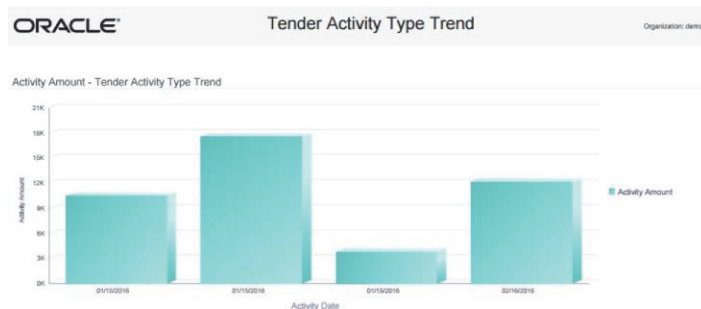 ORACLE®
Tender Activity Type Trend
Organization: demo
Activity Amount - Tender Activity Type Trend
21K
18K
15K
12K
9K
6K
3K
0K
Activity Amount
01/15/2016
01/15/2016
01/15/2016
02/16/2016
Activity Date
Activity Amount